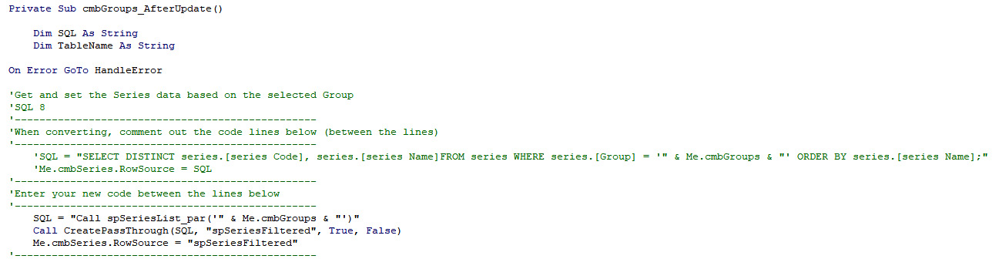 Private Sub cmbGroups_AfterUpdate()
Dim SQL As String
Dim TableName As String
On Error GoTo HandleError
'Get and set the Series data based on the selected Group
'SQL 8
'-------------------------------------------------
'When converting, comment out the code lines below (between the lines)
'-------------------------------------------------
'SQL = "SELECT DISTINCT series.[series Code], series.[series Name]FROM series WHERE series.[Group] = '" & Me.cmbGroups & "' ORDER BY series.[series Name];"
'Me.cmbSeries.RowSource = SQL
'-------------------------------------------------
'Enter your new code between the lines below
'-------------------------------------------------
SQL = "Call spSeriesList_par('" & Me.cmbGroups & "')"
Call CreatePassThrough(SQL, "spSeriesFiltered", True, False)
Me.cmbSeries.RowSource = "spSeriesFiltered"
'-------------------------------------------------